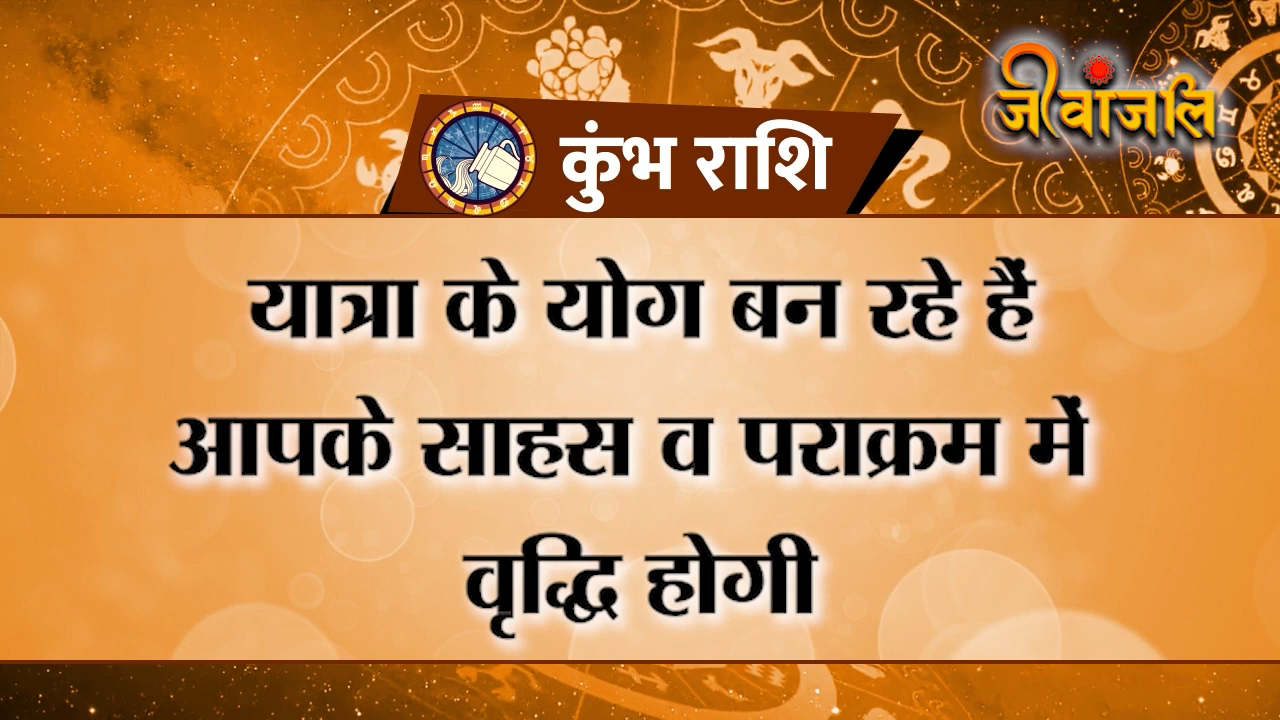 जीवांजलि
कुंभ राशि
यात्रा के योग बन रहे हैं
आपके साहस व पराक्रम में
वृद्धि होगी